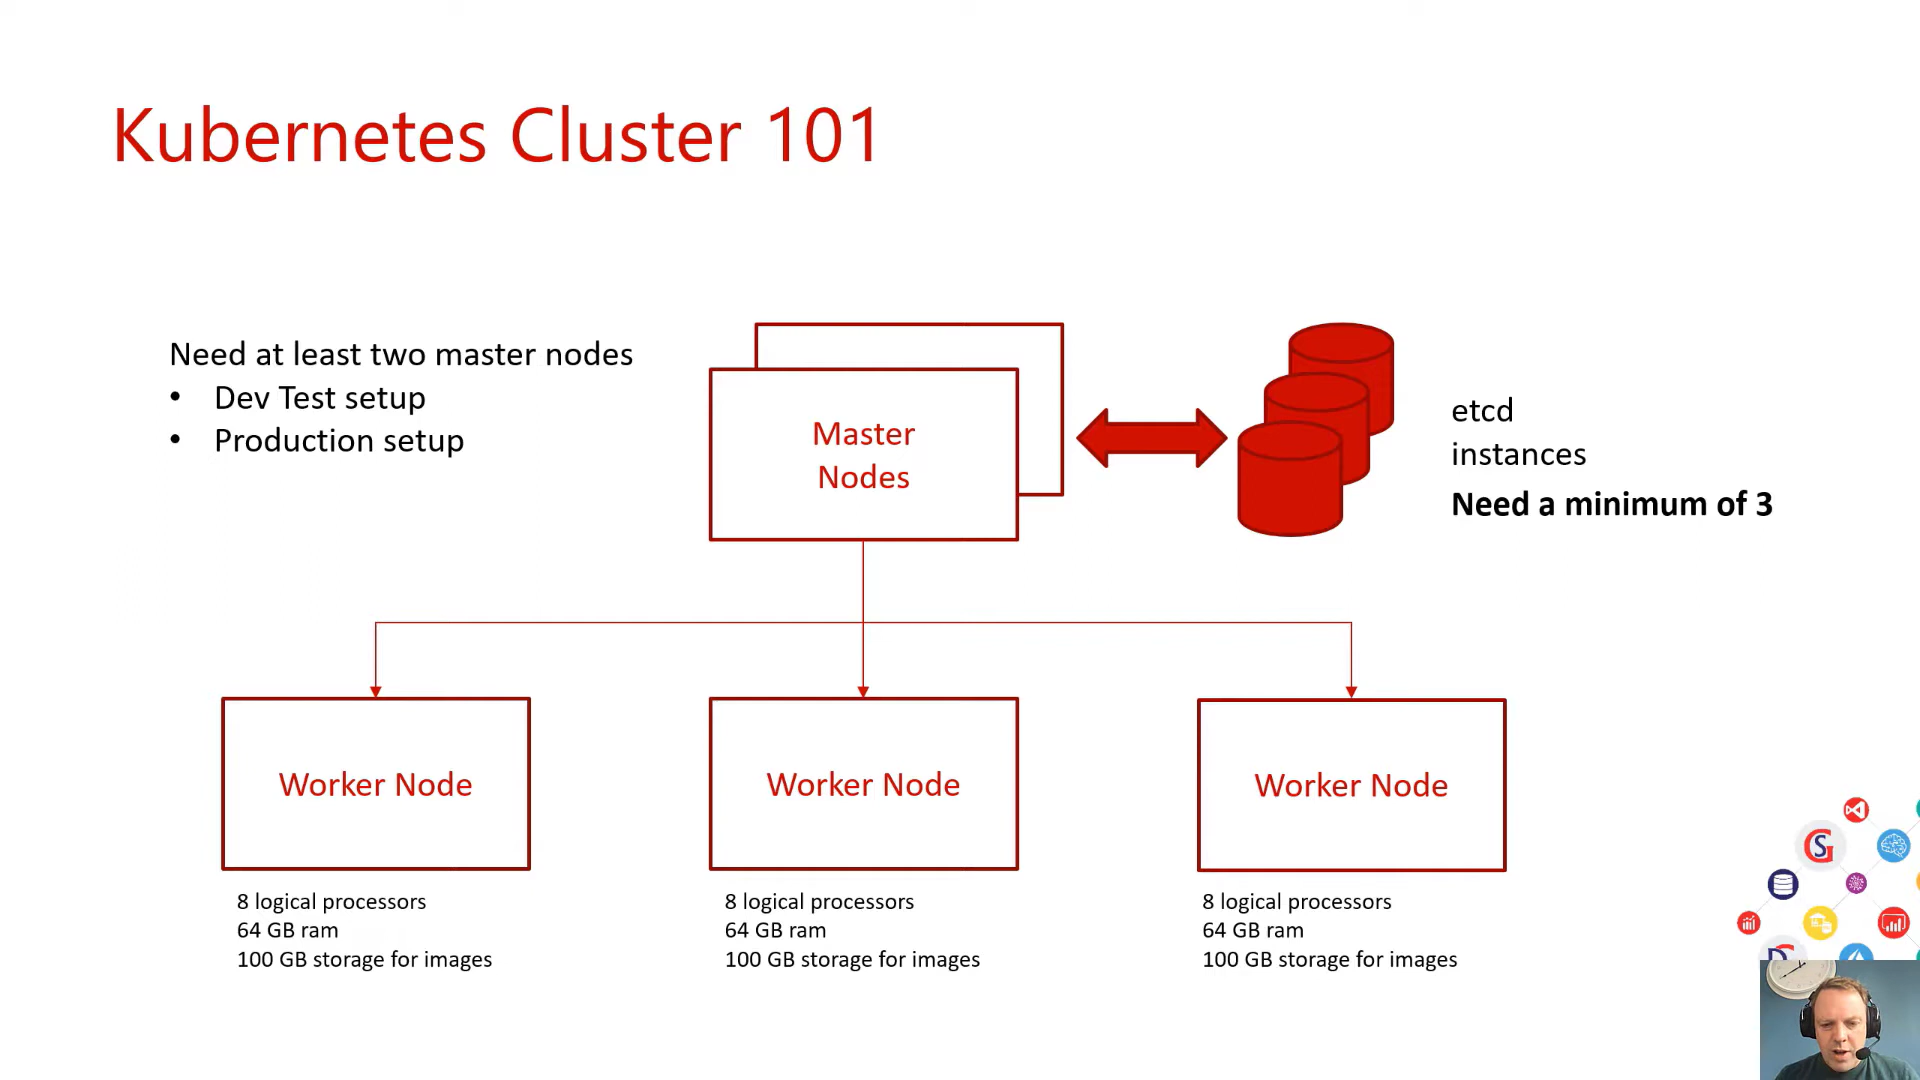 Kubernetes Cluster 101
Need at least two master nodes
• Dev Test setup
• Production setup
Master
Nodes
etcd
instances
Need a minimum of 3
Worker Node
Worker Node
Worker Node
8 logical processors
64 GB ram
100 GB storage for images
8 logical processors
64 GB ram
100 GB storage for images
8 logical processors
64 GB ram
100 GB storage for images